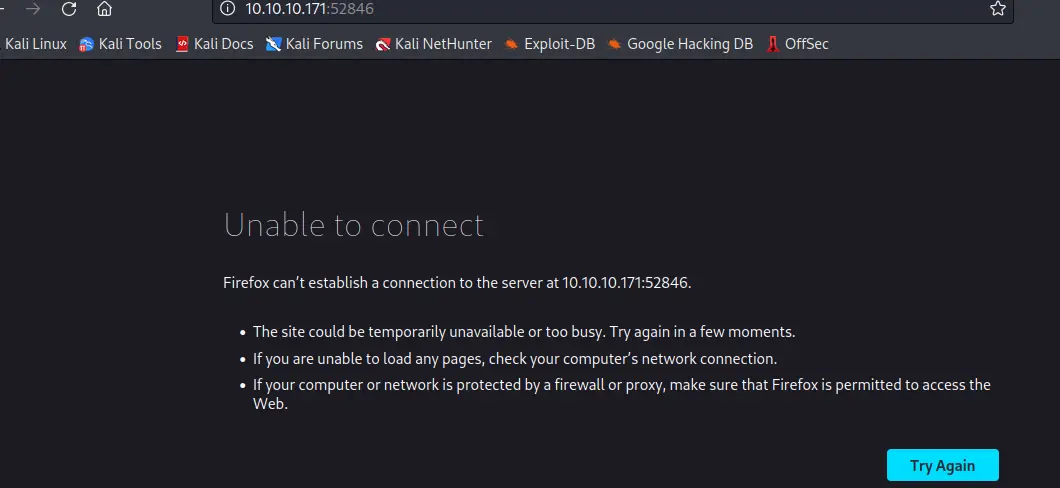 10.10.10.171:52846
Kali Linux Kali Tools Kali Docs Kali Forums Kali NetHunter Exploit-DB Google Hacking DB OffSec
Unable to connect
Firefox can’t establish a connection to the server at 10.10.10.171:52846.
• The site could be temporarily unavailable or too busy. Try again in a few moments.
• If you are unable to load any pages, check your computer’s network connection.
• If your computer or network is protected by a firewall or proxy, make sure that Firefox is permitted to access the
Web.
Try Again